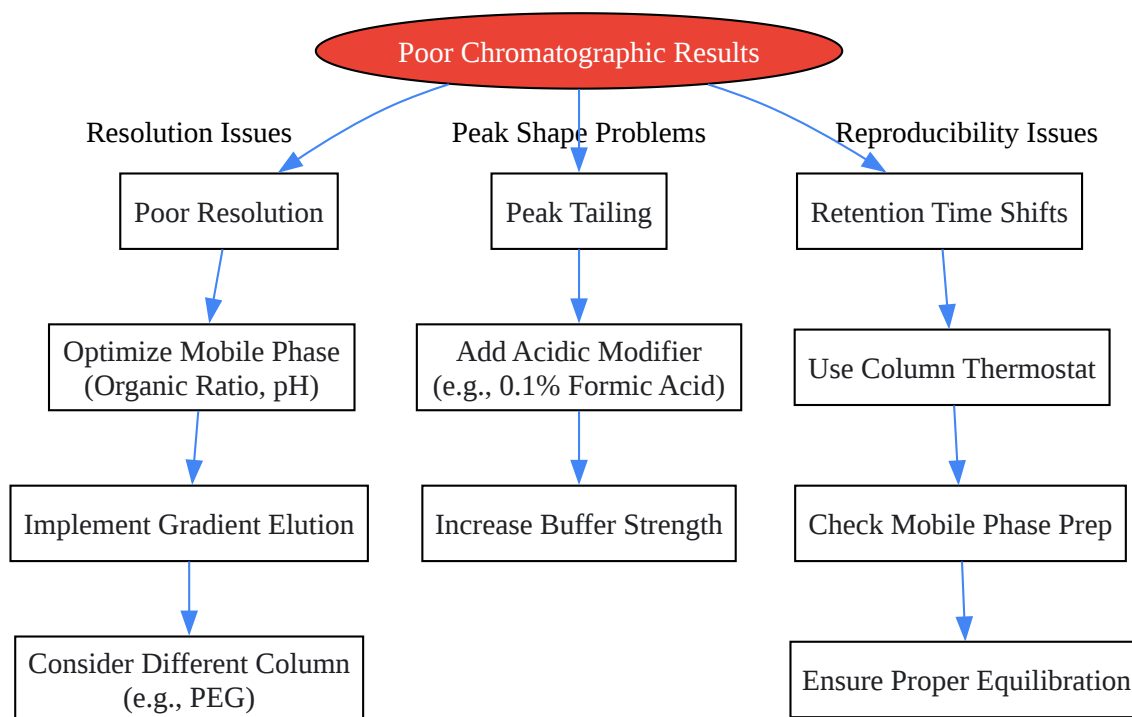 Poor Chromatographic Results
Resolution Issues
Peak Shape Problems
Reproducibility Issues
Poor Resolution
Peak Tailing
Retention Time Shifts
Optimize Mobile Phase
(Organic Ratio, pH)
Add Acidic Modifier
(e.g., 0.1% Formic Acid)
Use Column Thermostat
Implement Gradient Elution
Increase Buffer Strength
Check Mobile Phase Prep
Consider Different Column
(e.g., PEG)
Ensure Proper Equilibration